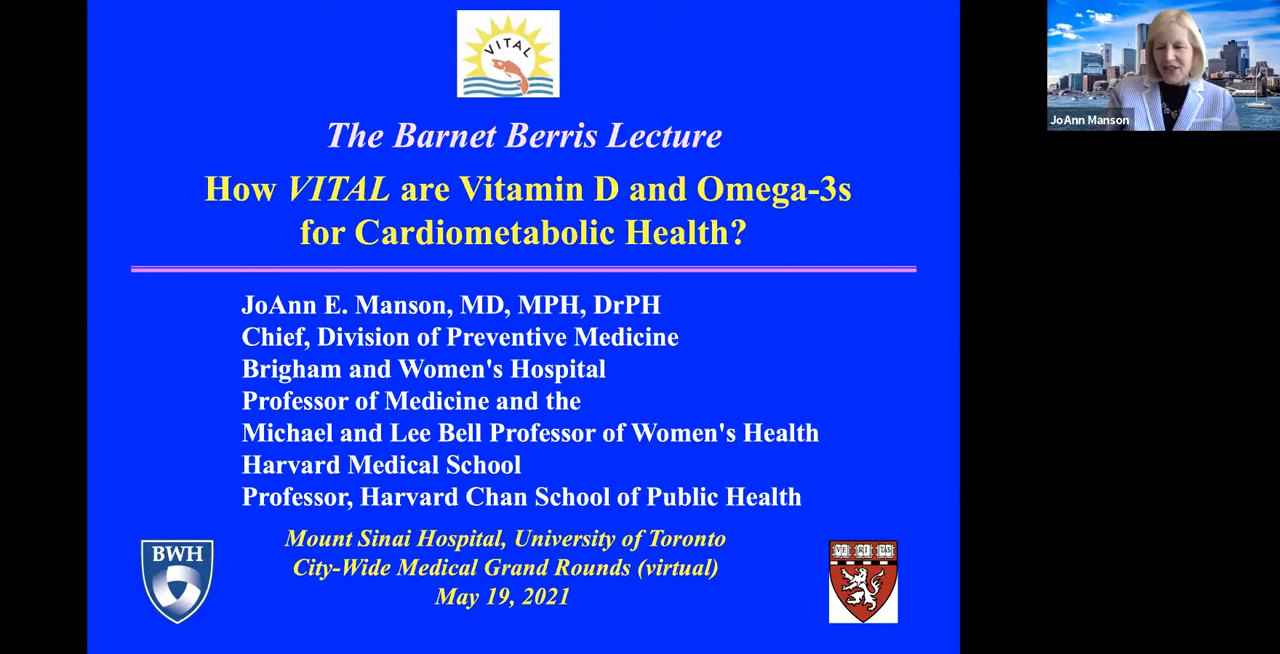 VITAL
The Barnet Berris Lecture
How VITAL are Vitamin D and Omega-3s
for Cardiometabolic Health?
JoAnn E. Manson, MD, MPH, DrPH
Chief, Division of Preventive Medicine
Brigham and Women's Hospital
Professor of Medicine and the
Michael and Lee Bell Professor of Women's Health
Harvard Medical School
Professor, Harvard Chan School of Public Health
Mount Sinai Hospital, University of Toronto
City-Wide Medical Grand Rounds (virtual)
May 19, 2021
BWH
VE RI TAS
JoAnn Manson